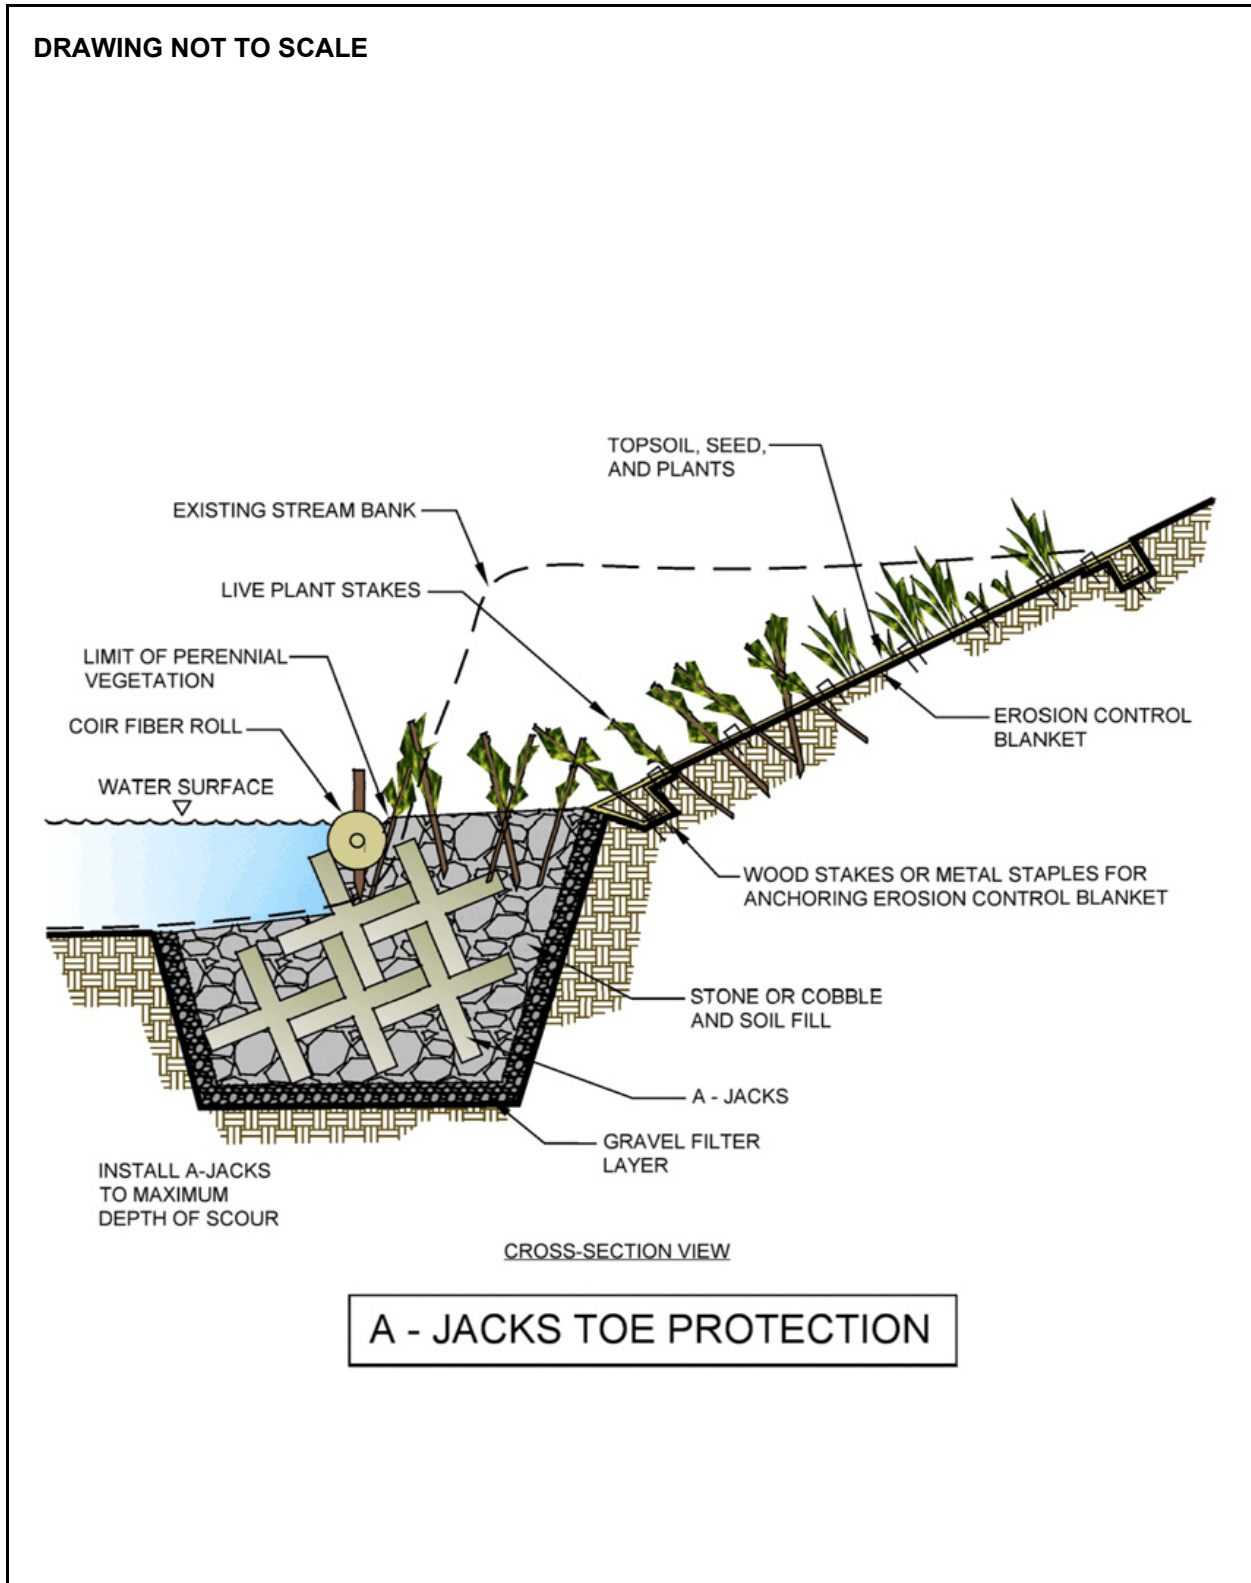 DRAWING NOT TO SCALE
TOPSOIL, SEED,
AND PLANTS
EXISTING STREAM BANK
LIVE PLANT STAKES
LIMIT OF PERENNIAL
VEGETATION
COIR FIBER ROLL
WATER SURFACE
EROSION CONTROL
BLANKET
WOOD STAKES OR METAL STAPLES FOR
ANCHORING EROSION CONTROL BLANKET
STONE OR COBBLE
AND SOIL FILL
A - JACKS
GRAVEL FILTER
LAYER
INSTALL A-JACKS
TO MAXIMUM
DEPTH OF SCOUR
CROSS-SECTION VIEW
A - JACKS TOE PROTECTION